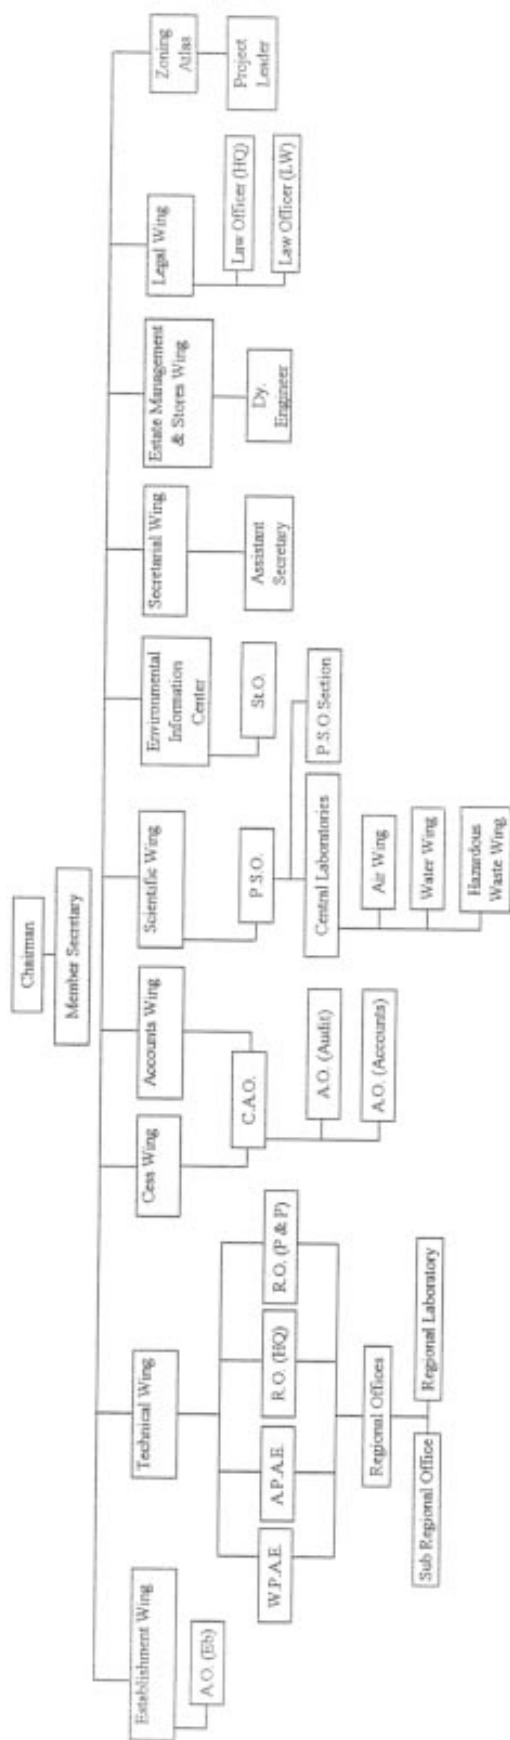 Chairman
Member Secretary
Establishment Wing
A.O. (Eb)
Technical Wing
W.P.A.E.
A.P.A.E.
R.O. (HQ)
R.O. (P & P)
Regional Offices
Sub Regional Office
Regional Laboratory
Cess Wing
Accounts Wing
C.A.O.
A.O. (Audit)
A.O. (Accounts)
Scientific Wing
P.S.O.
Central Laboratories
P.S.O Section
Air Wing
Water Wing
Hazardous
Waste Wing
Environmental
Information
Center
St.O.
Secretarial Wing
Assistant
Secretary
Estate Management
& Stores Wing
Dy.
Engineer
Legal Wing
Law Officer (HQ)
Law Officer (LW)
Zoning
Atlas
Project
Leader